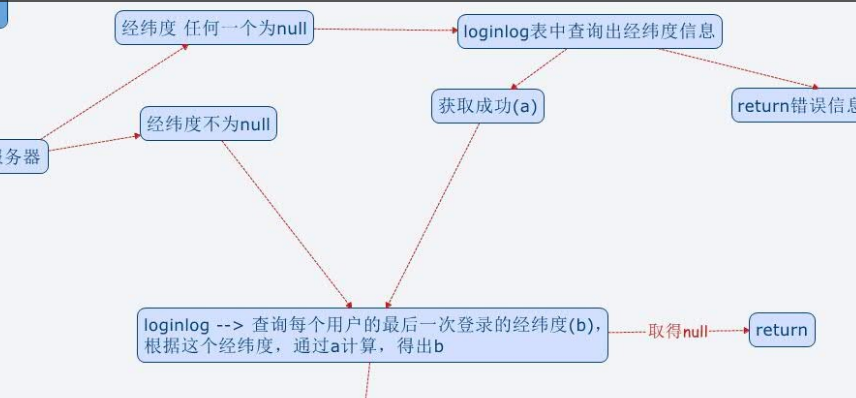 经纬度 任何一个为null
loginlog表中查询出经纬度信息
获取成功(a)
return错误信息
经纬度不为null
服务器
loginlog --> 查询每个用户的最后一次登录的经纬度(b)，
根据这个经纬度，通过a计算，得出b
取得null
return